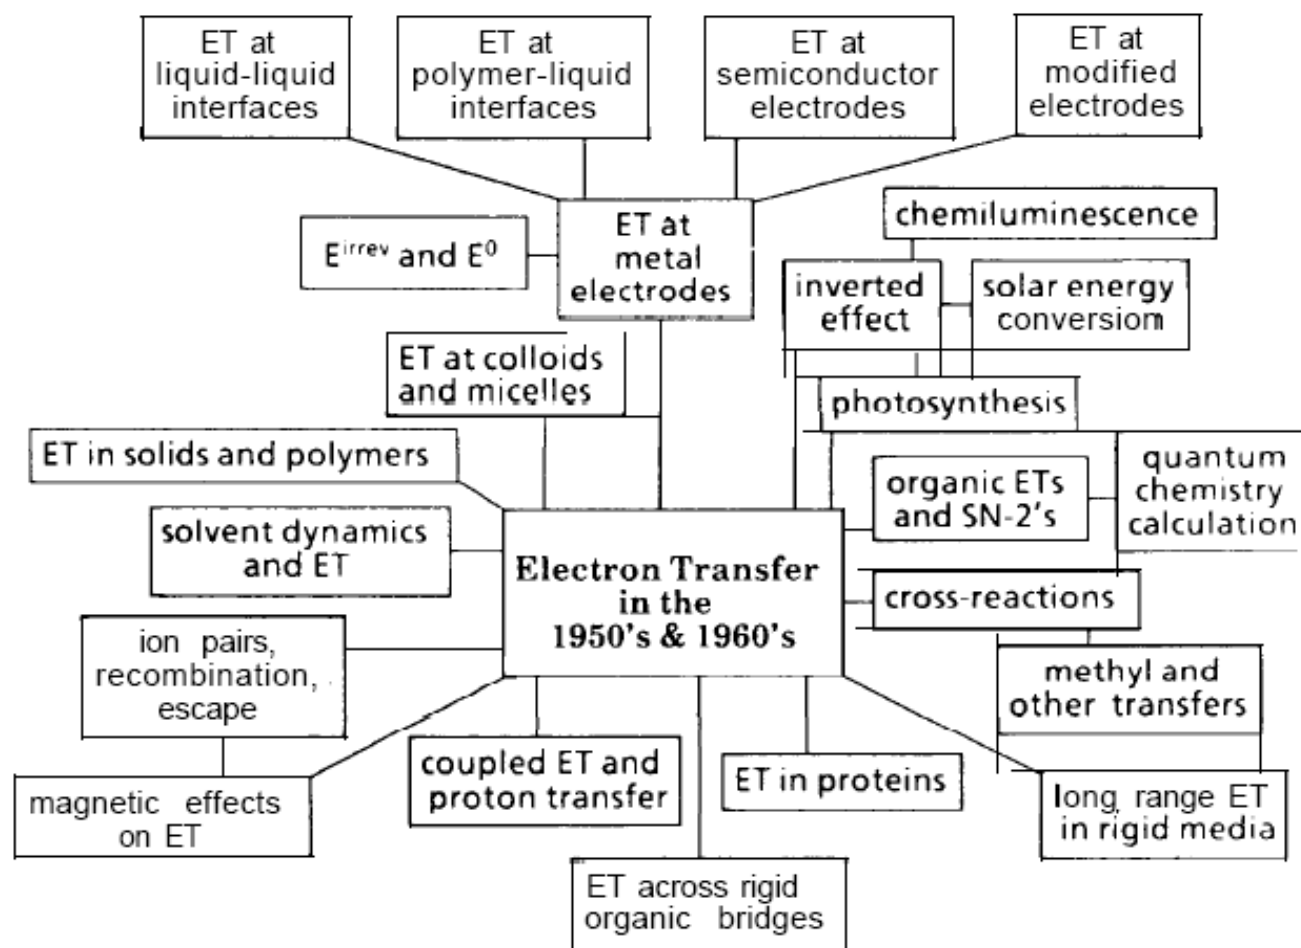 ET at
liquid-liquid
interfaces
ET at
polymer-liquid
interfaces
ET at
semiconductor
electrodes
ET at
modified
electrodes
E^irrev and E^0
ET at
metal
electrodes
chemiluminescence
inverted
effect
solar energy
conversion
ET at colloids
and micelles
photosynthesis
ET in solids and polymers
organic ETs
and SN-2's
quantum
chemistry
calculation
solvent dynamics
and ET
Electron Transfer
in the
1950's & 1960's
cross-reactions
ion pairs,
recombination,
escape
methyl and
other transfers
coupled ET and
proton transfer
ET in proteins
magnetic effects
on ET
long range ET
in rigid media
ET across rigid
organic bridges